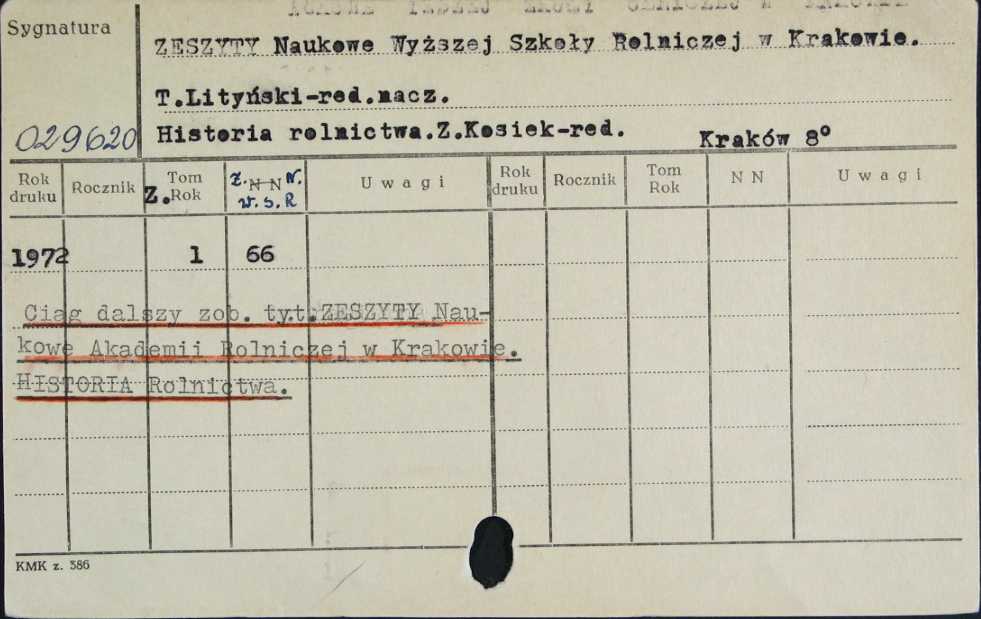 Sygnatura
ZESZYTY Naukowe Wyższej Szkoły Rolniczej w Krakowie.
T.Lityński-red.nacz.
029620
Historia rolnictwa.Z.Kosiek-red.
Kraków 8°
Rok druku
Rocznik
Z. Tom Rok
Z. N N N. W. S. R
Uwagi
Rok druku
Rocznik
Tom Rok
N N
Uwagi
1972 1 66
Ciąg dalszy zob. tyt.ZESZYTY Nau-
kowe Akademii Rolniczej w Krakowie.
HISTORIA Rolnictwa.
KMK z. 386